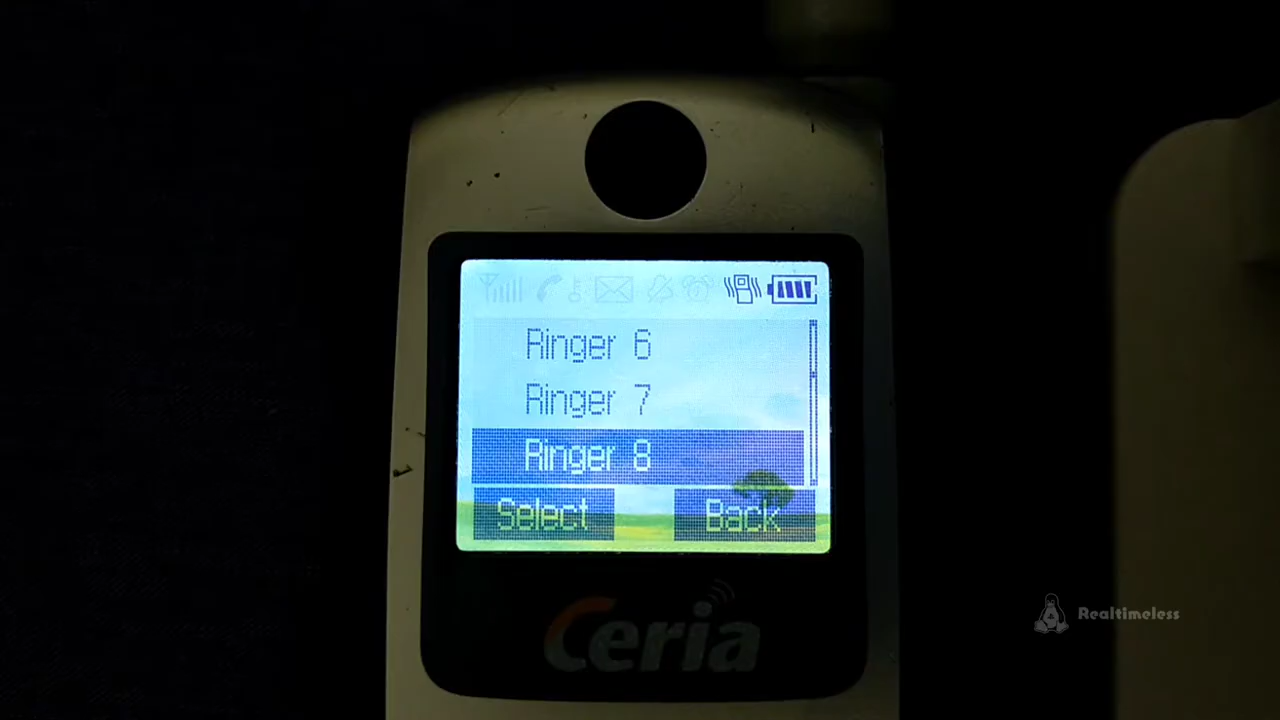 Ringer 6
Ringer 7
Ringer 8
Select Back
Ceria
Realtimeless